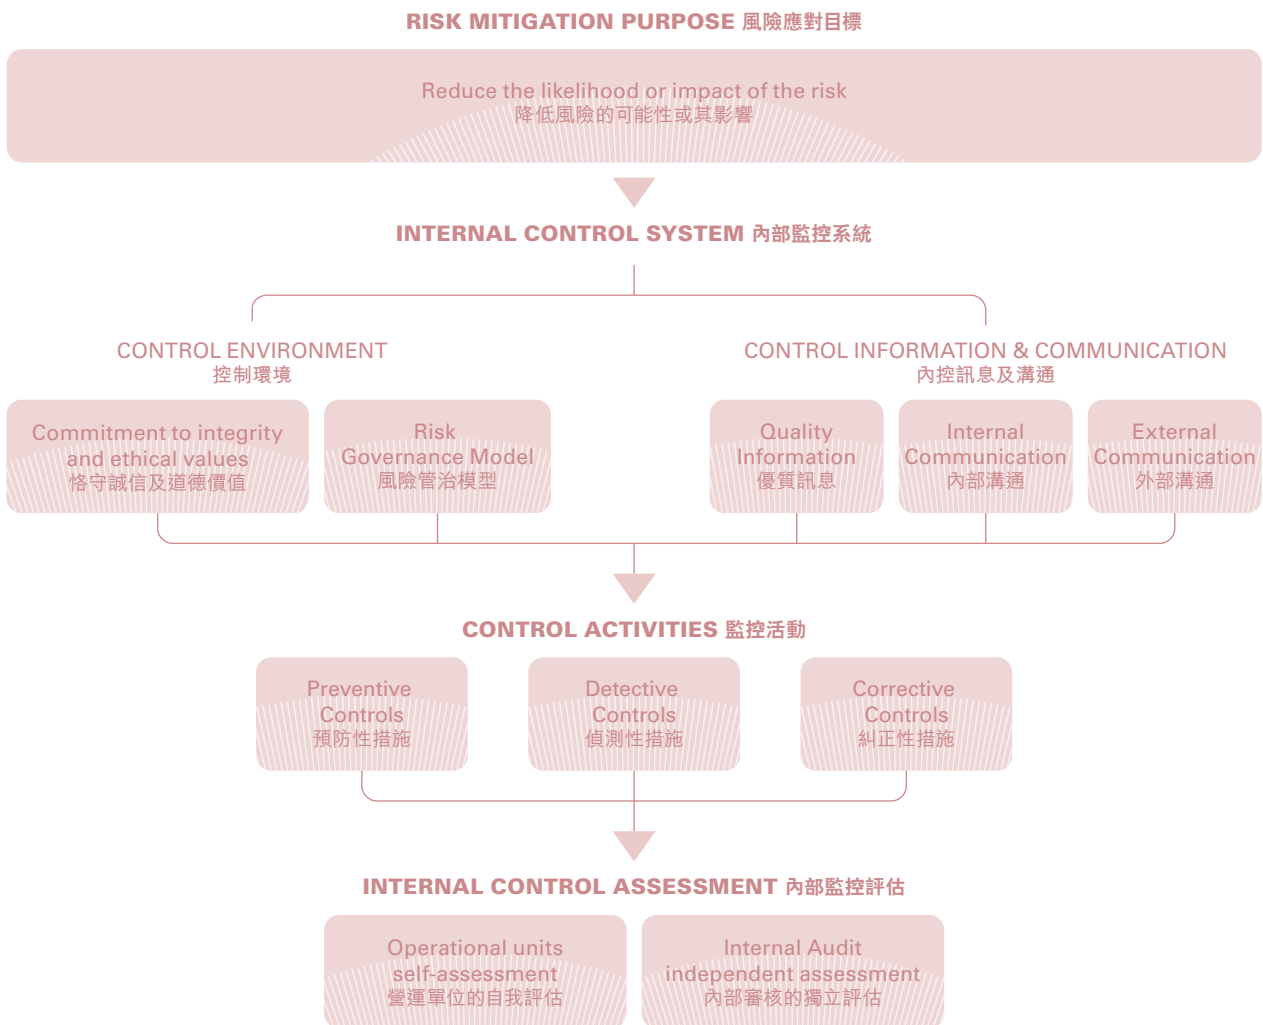 RISK MITIGATION PURPOSE 風險應對目標
Reduce the likelihood or impact of the risk
降低風險的可能性或其影響
INTERNAL CONTROL SYSTEM 內部監控系統
CONTROL ENVIRONMENT
控制環境
CONTROL INFORMATION & COMMUNICATION
內控訊息及溝通
Commitment to integrity
and ethical values
恪守誠信及道德價值
Risk
Governance Model
風險管治模型
Quality
Information
優質訊息
Internal
Communication
內部溝通
External
Communication
外部溝通
CONTROL ACTIVITIES 監控活動
Preventive
Controls
預防性措施
Detective
Controls
偵測性措施
Corrective
Controls
糾正性措施
INTERNAL CONTROL ASSESSMENT 內部監控評估
Operational units
self-assessment
營運單位的自我評估
Internal Audit
independent assessment
內部審核的獨立評估